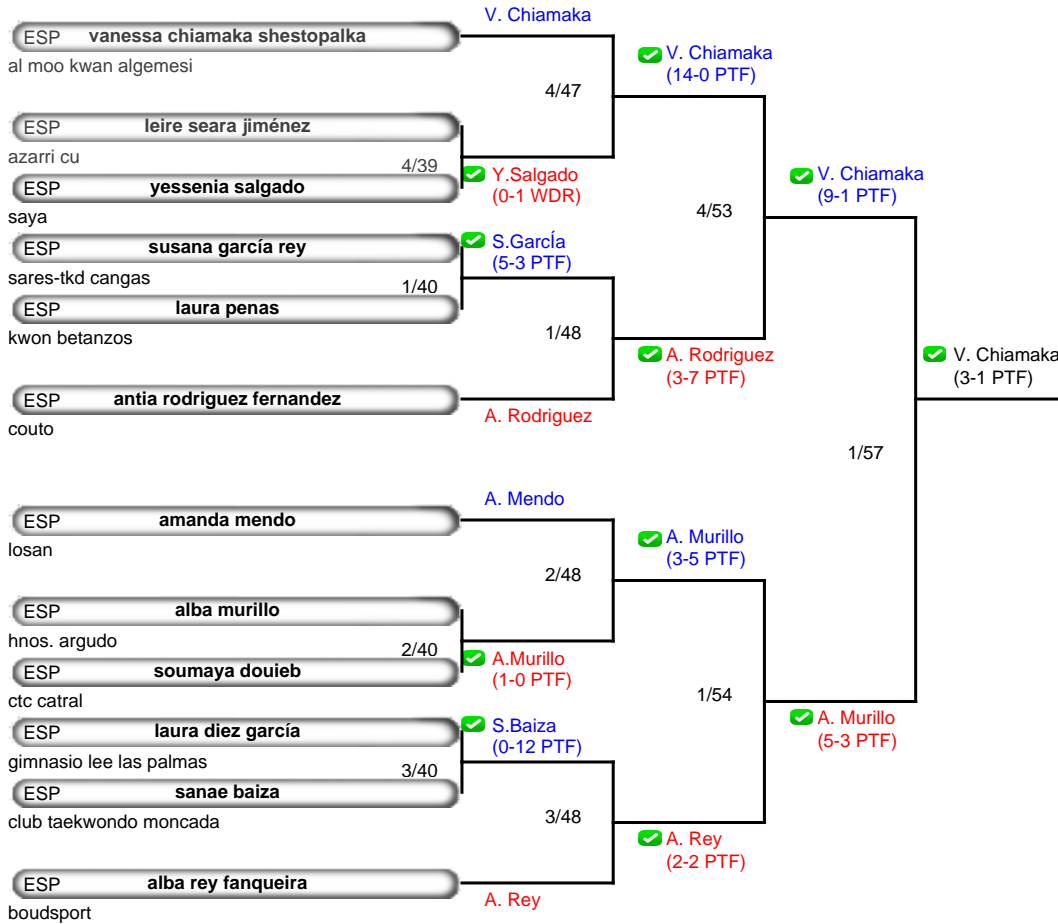 V. Chiamaka
ESP vanessa chiamaka shestopalka
al moo kwan algemesi
V. Chiamaka
(14-0 PTF)
4/47
ESP leire seara jiménez
azarri cu
4/39
ESP yessenia salgado
saya
Y.Salgado
(0-1 WDR)
V. Chiamaka
(9-1 PTF)
4/53
ESP susana garcía rey
sares-tkd cangas
S.GarcÍa
(5-3 PTF)
1/40
ESP laura penas
kwon betanzos
1/48
A. Rodriguez
(3-7 PTF)
V. Chiamaka
(3-1 PTF)
ESP antia rodriguez fernandez
couto
A. Rodriguez
1/57
A. Mendo
ESP amanda mendo
losan
A. Murillo
(3-5 PTF)
2/48
ESP alba murillo
hnos. argudo
2/40
ESP soumaya douieb
ctc catral
A.Murillo
(1-0 PTF)
1/54
ESP laura diez garcía
gimnasio lee las palmas
S.Baiza
(0-12 PTF)
A. Murillo
(5-3 PTF)
3/40
ESP sanae baiza
club taekwondo moncada
3/48
A. Rey
(2-2 PTF)
ESP alba rey fanqueira
boudsport
A. Rey